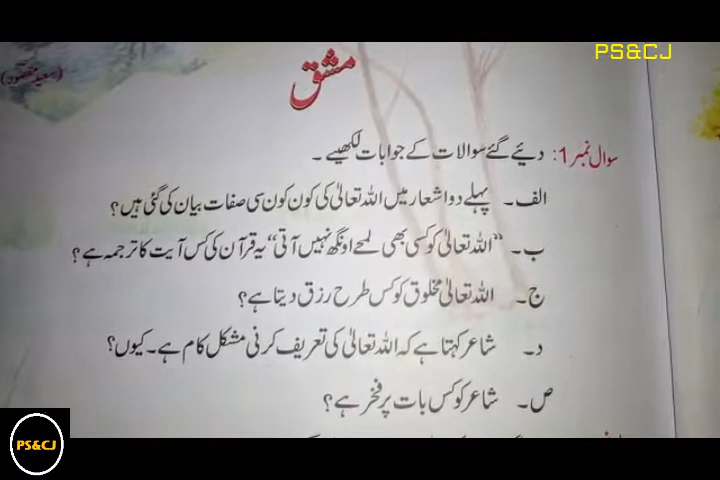 PS&CJ
(سعید مقصود)
مشق
سوال نمبر 1: دیئے گئے سوالات کے جوابات لکھیے ۔
الف۔ پہلے دو اشعار میں اللہ تعالیٰ کی کون کون سی صفات بیان کی گئی ہیں؟
ب۔ ”اللہ تعالیٰ کو کسی بھی لمحے اونگھ نہیں آتی“ یہ قرآن کی کس آیت کا ترجمہ ہے؟
ج۔ اللہ تعالیٰ مخلوق کو کس طرح رزق دیتا ہے؟
د۔ شاعر کہتا ہے کہ اللہ تعالیٰ کی تعریف کرنی مشکل کام ہے۔ کیوں؟
ص۔ شاعر کو کس بات پر فخر ہے؟
PS&CJ